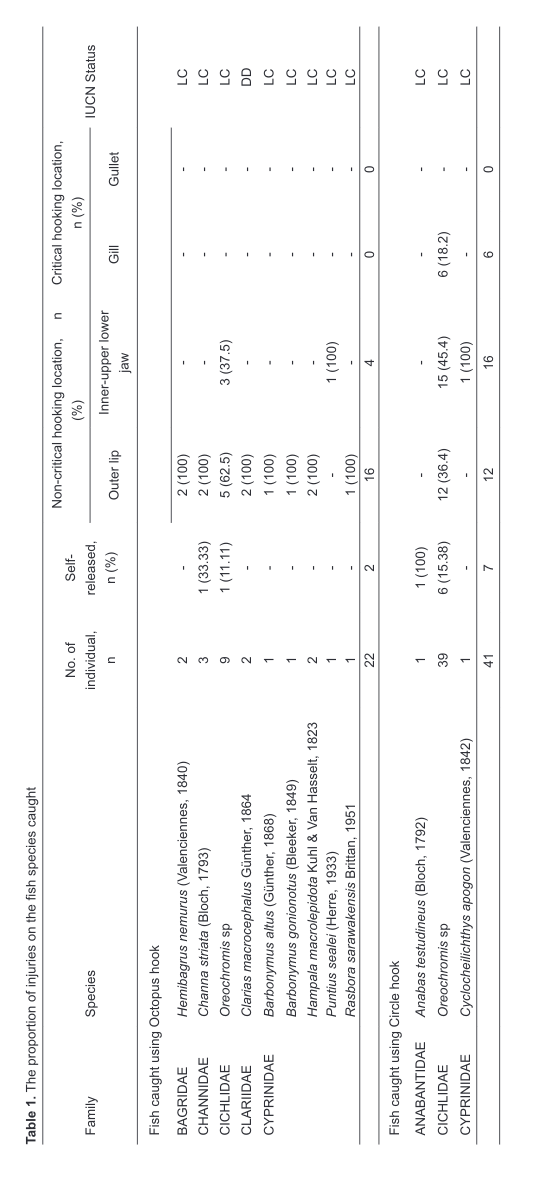 Table 1. The proportion of injuries on the fish species caught
Family Species No. of individual, n Self-released, n (%) Non-critical hooking location, n (%) Critical hooking location, n (%) IUCN Status
Outer lip Inner-upper lower jaw Gill Gullet
Fish caught using Octopus hook
BAGRIDAE Hemibagrus nemurus (Valenciennes, 1840) 2 - 2 (100) - - - LC
CHANNIDAE Channa striata (Bloch, 1793) 3 1 (33.33) 2 (100) - - - LC
CICHLIDAE Oreochromis sp 9 1 (11.11) 5 (62.5) 3 (37.5) - - LC
CLARIIDAE Clarias macrocephalus Günther, 1864 2 - 2 (100) - - - DD
CYPRINIDAE Barbonymus altus (Günther, 1868) 1 - 1 (100) - - - LC
Barbonymus gonionotus (Bleeker, 1849) 1 - 1 (100) - - - LC
Hampala macrolepidota Kuhl & Van Hasselt, 1823 2 - 2 (100) - - - LC
Puntius sealei (Herre, 1933) 1 - - 1 (100) - - LC
Rasbora sarawakensis Brittan, 1951 1 - 1 (100) - - - LC
22 2 16 4 0 0
Fish caught using Circle hook
ANABANTIDAE Anabas testudineus (Bloch, 1792) 1 1 (100) - - - - LC
CICHLIDAE Oreochromis sp 39 6 (15.38) 12 (36.4) 15 (45.4) 6 (18.2) - LC
CYPRINIDAE Cyclocheilichthys apogon (Valenciennes, 1842) 1 - - 1 (100) - - LC
41 7 12 16 6 0